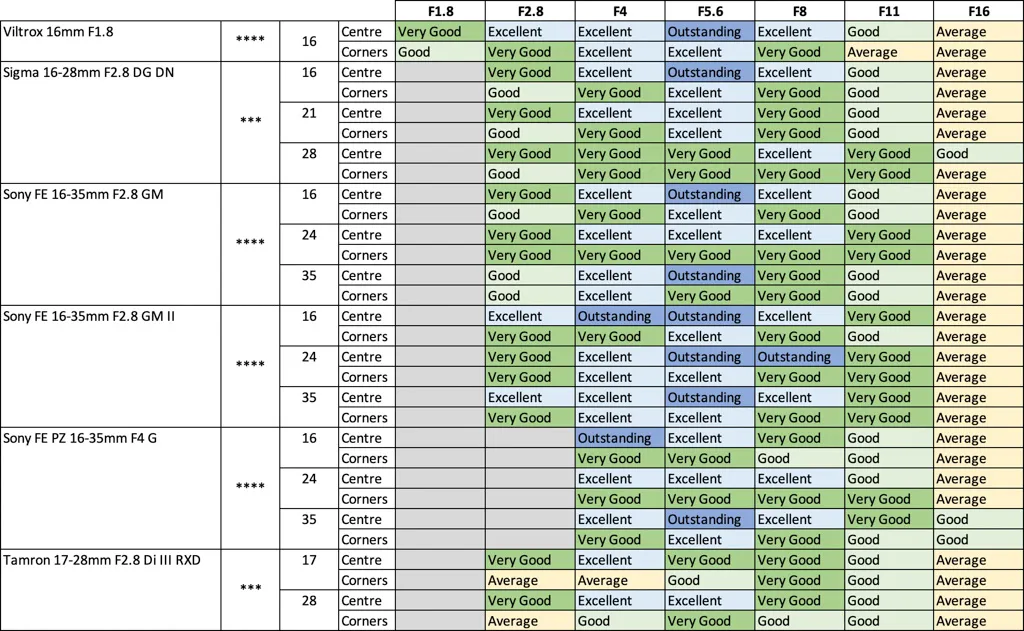 F1.8 F2.8 F4 F5.6 F8 F11 F16
Viltrox 16mm F1.8 **** 16 Centre Very Good Excellent Excellent Outstanding Excellent Good Average
Corners Good Very Good Excellent Excellent Very Good Average Average
Sigma 16-28mm F2.8 DG DN *** 16 Centre Very Good Excellent Outstanding Excellent Good Average
Corners Good Very Good Excellent Very Good Good Average
21 Centre Very Good Excellent Excellent Very Good Good Average
Corners Good Very Good Excellent Very Good Good Average
28 Centre Very Good Very Good Very Good Excellent Very Good Good
Corners Good Very Good Very Good Very Good Very Good Average
Sony FE 16-35mm F2.8 GM **** 16 Centre Very Good Excellent Outstanding Excellent Good Average
Corners Good Very Good Excellent Very Good Good Average
24 Centre Very Good Excellent Excellent Excellent Very Good Average
Corners Very Good Very Good Very Good Very Good Very Good Average
35 Centre Good Excellent Outstanding Very Good Good Average
Corners Good Excellent Very Good Very Good Good Average
Sony FE 16-35mm F2.8 GM II **** 16 Centre Excellent Outstanding Outstanding Excellent Very Good Average
Corners Very Good Very Good Excellent Very Good Good Average
24 Centre Very Good Excellent Outstanding Outstanding Very Good Average
Corners Very Good Excellent Excellent Very Good Very Good Average
35 Centre Excellent Excellent Outstanding Excellent Very Good Average
Corners Very Good Excellent Excellent Very Good Very Good Average
Sony FE PZ 16-35mm F4 G **** 16 Centre Outstanding Excellent Very Good Good Average
Corners Very Good Very Good Good Good Average
24 Centre Excellent Excellent Excellent Good Average
Corners Very Good Very Good Very Good Very Good Average
35 Centre Excellent Outstanding Excellent Very Good Good
Corners Very Good Excellent Very Good Good Good
Tamron 17-28mm F2.8 Di III RXD *** 17 Centre Very Good Excellent Very Good Very Good Good Average
Corners Average Average Good Very Good Good Average
28 Centre Very Good Excellent Excellent Very Good Good Average
Corners Average Good Very Good Good Good Average